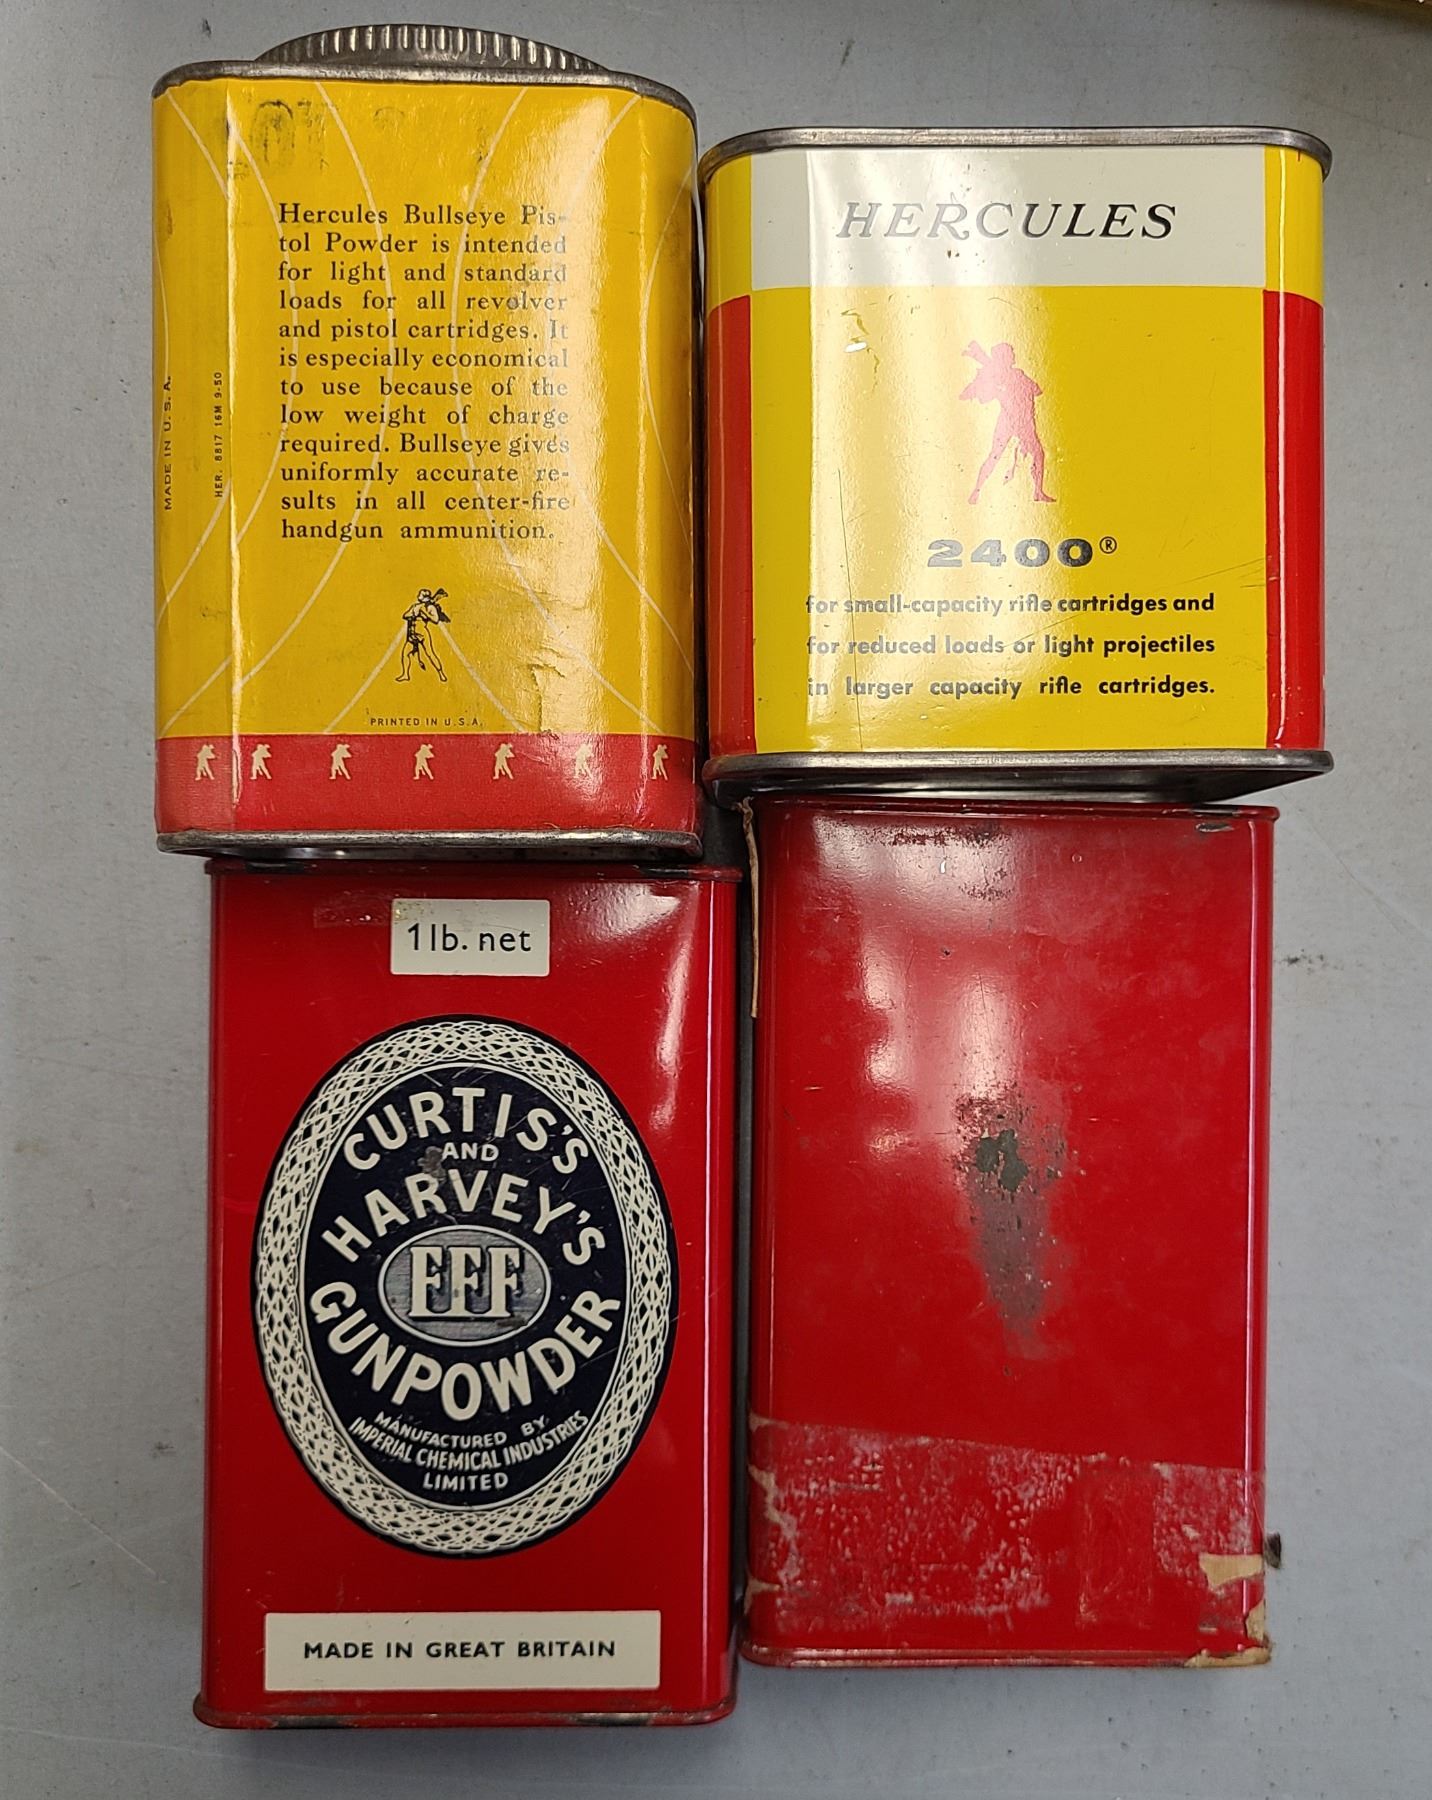 Hercules Bullseye Pis-
tol Powder is intended
for light and standard
loads for all revolver
and pistol cartridges. It
is especially economical
to use because of the
low weight of charge
required. Bullseye gives
uniformly accurate re-
sults in all center-fire
handgun ammunition.
PRINTED IN U.S.A.
MADE IN U.S.A.
HER. 8817 16M 9-50
HERCULES
2400®
for small-capacity rifle cartridges and
for reduced loads or light projectiles
in larger capacity rifle cartridges.
1 lb. net
CURTIS'S
AND
HARVEY'S
FFF
GUNPOWDER
MANUFACTURED BY
IMPERIAL CHEMICAL INDUSTRIES
LIMITED
MADE IN GREAT BRITAIN